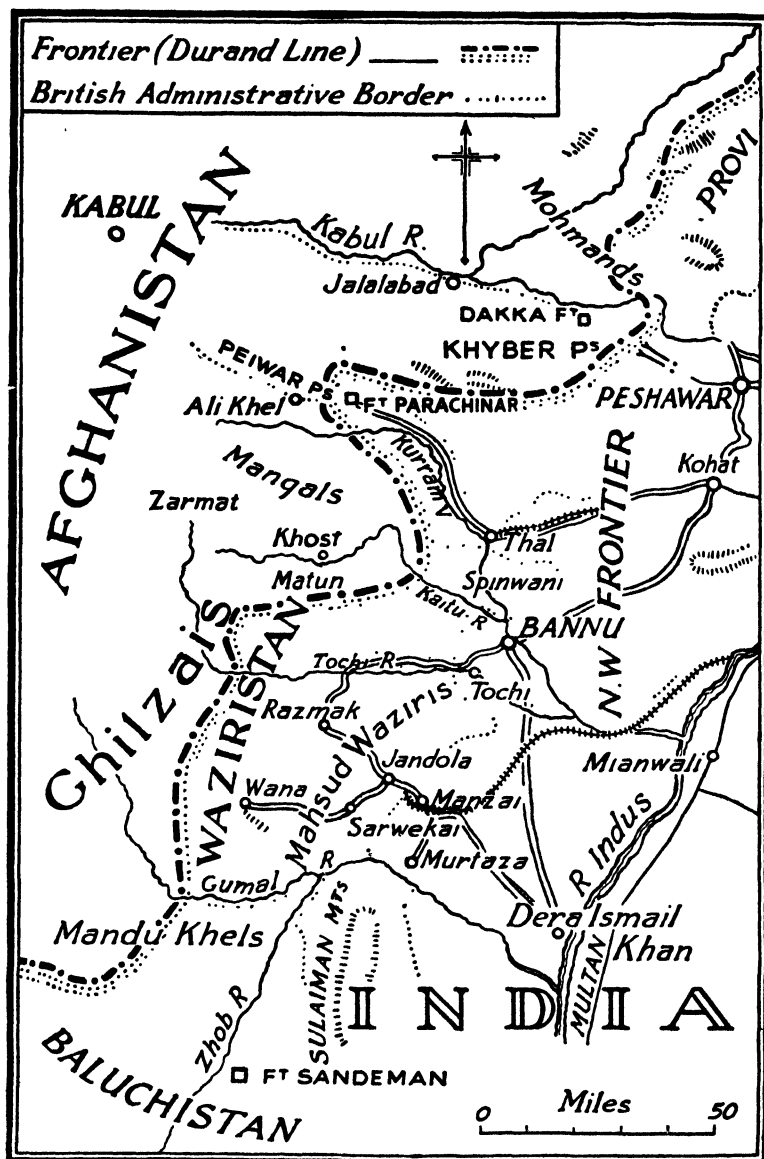 Frontier (Durand Line)
British Administrative Border
KABUL
AFGHANISTAN
Kabul R.
Mohmands
PROVI
Jalalabad
DAKKA Fᵀ
KHYBER Pˢ
PEIWAR Pˢ
Ali Khel
Fᵀ PARACHINAR
PESHAWAR
Mangals
Kurram V
Kohat
Zarmat
Khost
Matun
Thal
Spinwani
N.W FRONTIER
Kaitu R
BANNU
Ghilzais
WAZIRISTAN
Tochi R
Tochi
Razmak
Mahsud Waziris
Jandola
Mianwali
Wana
Manzai
Sarwekai
Murtaza
R Indus
Gumal R
Mandu Khels
Dera Ismail
Khan
SULAIMAN Mᵀˢ
MULTAN
INDIA
Zhob R
Fᵀ SANDEMAN
BALUCHISTAN
Miles
0 50